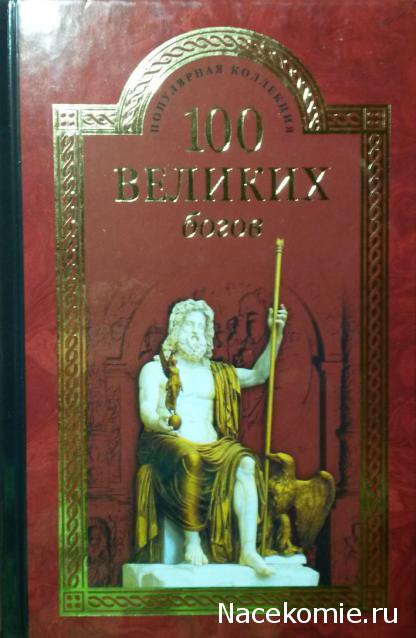 ПОПУЛЯРНАЯ КОЛЛЕКЦИЯ
100
ВЕЛИКИХ
богов
Nacekomie.ru